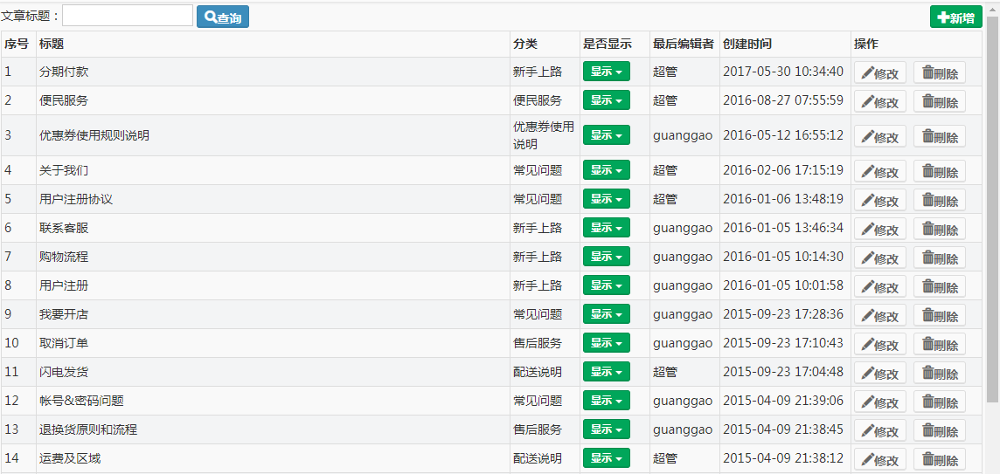 文章标题： 查询 新增
序号 标题 分类 是否显示 最后编辑者 创建时间 操作
1 分期付款 新手上路 显示 超管 2017-05-30 10:34:40 修改 删除
2 便民服务 便民服务 显示 超管 2016-08-27 07:55:59 修改 删除
3 优惠券使用规则说明 优惠券使用说明 显示 guanggao 2016-05-12 16:55:12 修改 删除
4 关于我们 常见问题 显示 超管 2016-02-06 17:15:19 修改 删除
5 用户注册协议 常见问题 显示 超管 2016-01-06 13:48:19 修改 删除
6 联系客服 新手上路 显示 guanggao 2016-01-05 13:46:34 修改 删除
7 购物流程 新手上路 显示 guanggao 2016-01-05 10:14:30 修改 删除
8 用户注册 新手上路 显示 guanggao 2016-01-05 10:01:58 修改 删除
9 我要开店 常见问题 显示 guanggao 2015-09-23 17:28:36 修改 删除
10 取消订单 售后服务 显示 guanggao 2015-09-23 17:10:43 修改 删除
11 闪电发货 配送说明 显示 超管 2015-09-23 17:04:48 修改 删除
12 帐号&密码问题 常见问题 显示 guanggao 2015-04-09 21:39:06 修改 删除
13 退换货原则和流程 售后服务 显示 guanggao 2015-04-09 21:38:45 修改 删除
14 运费及区域 配送说明 显示 超管 2015-04-09 21:38:12 修改 删除